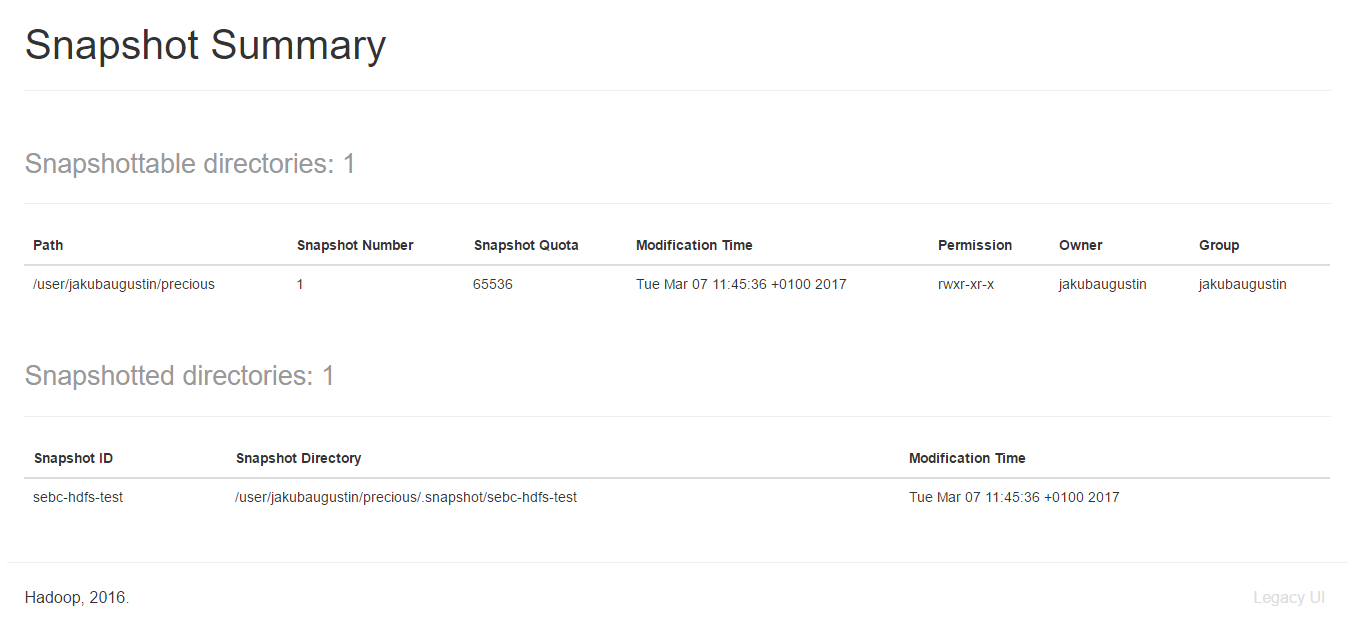 Snapshot Summary
Snapshottable directories: 1
Path Snapshot Number Snapshot Quota Modification Time Permission Owner Group
/user/jakubaugustin/precious 1 65536 Tue Mar 07 11:45:36 +0100 2017 rwxr-xr-x jakubaugustin jakubaugustin
Snapshotted directories: 1
Snapshot ID Snapshot Directory Modification Time
sebc-hdfs-test /user/jakubaugustin/precious/.snapshot/sebc-hdfs-test Tue Mar 07 11:45:36 +0100 2017
Hadoop, 2016. Legacy UI